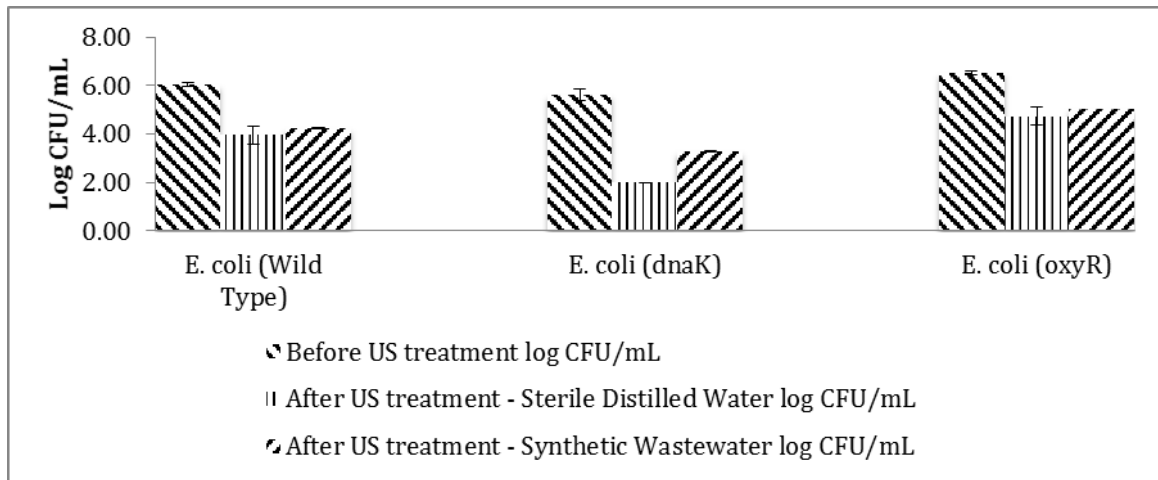 8.00
6.00
4.00
2.00
0.00
Log CFU/mL
E. coli (Wild
Type)
E. coli (dnaK)
E. coli (oxyR)
Before US treatment log CFU/mL
After US treatment - Sterile Distilled Water log CFU/mL
After US treatment - Synthetic Wastewater log CFU/mL